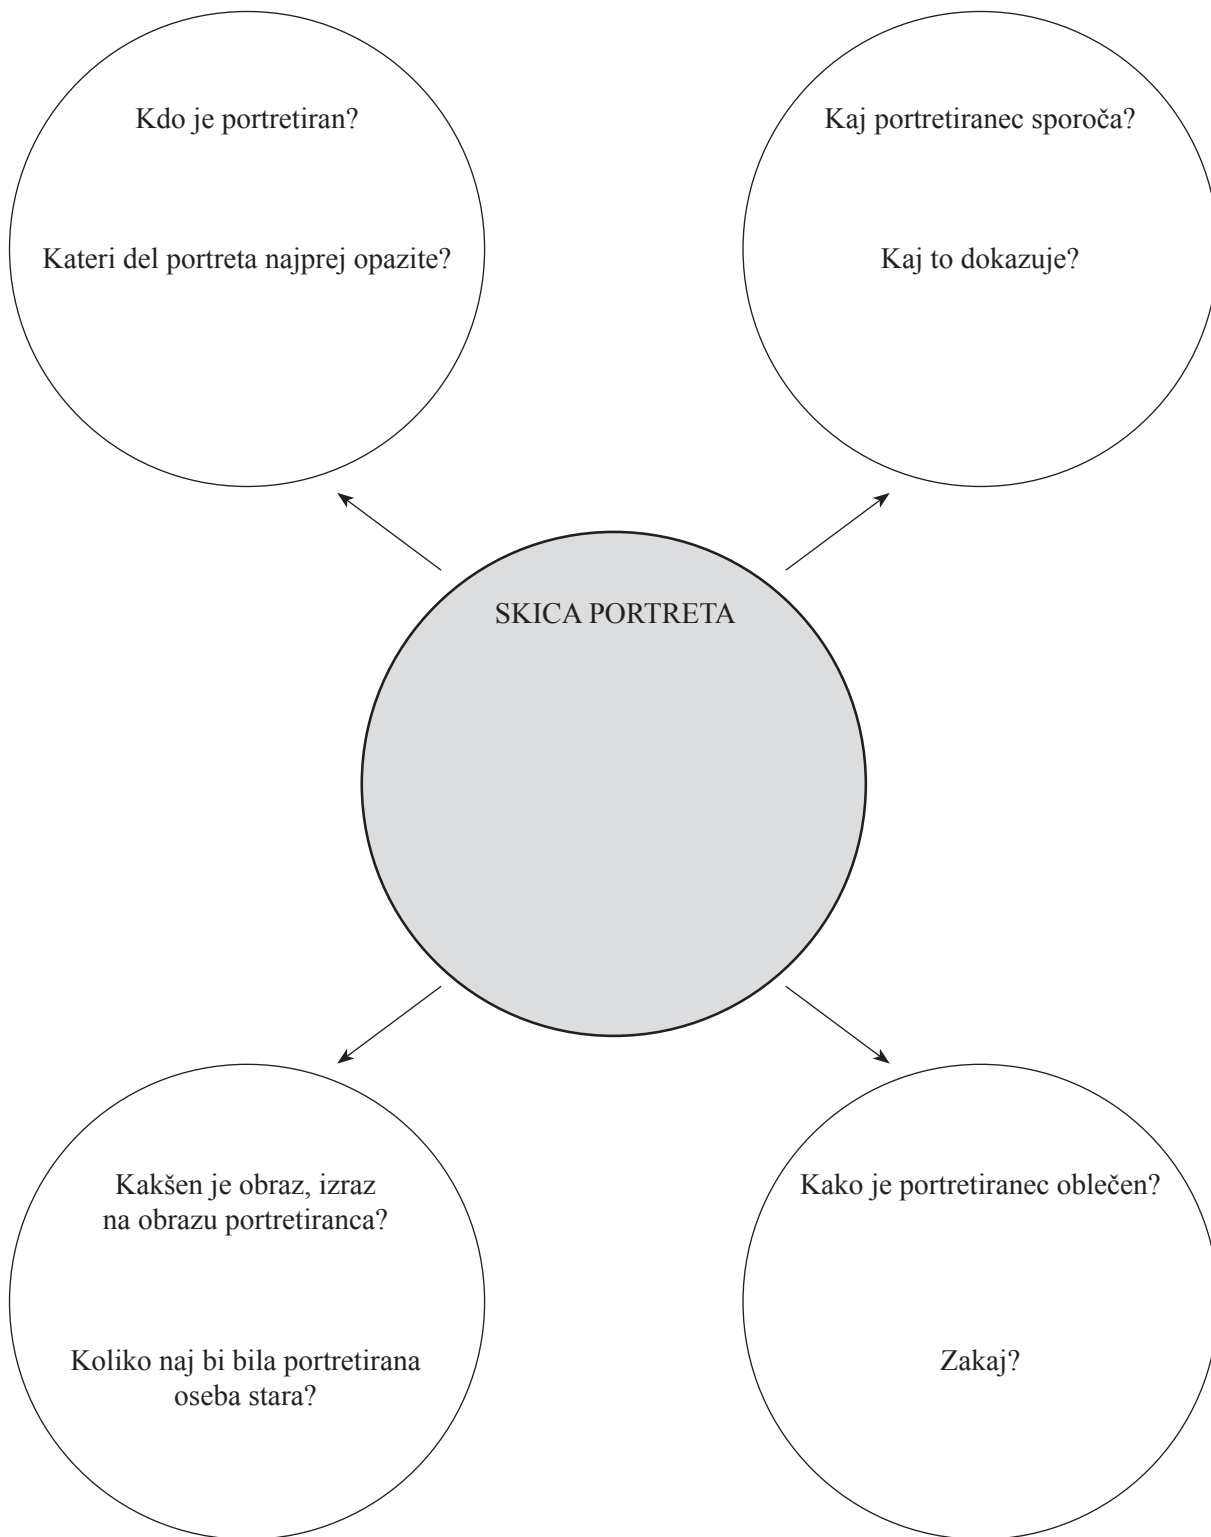 Kdo je portretiran?
Kateri del portreta najprej opazite?
Kaj portretiranec sporoča?
Kaj to dokazuje?
SKICA PORTRETA
Kakšen je obraz, izraz
na obrazu portretiranca?
Koliko naj bi bila portretirana
oseba stara?
Kako je portretiranec oblečen?
Zakaj?